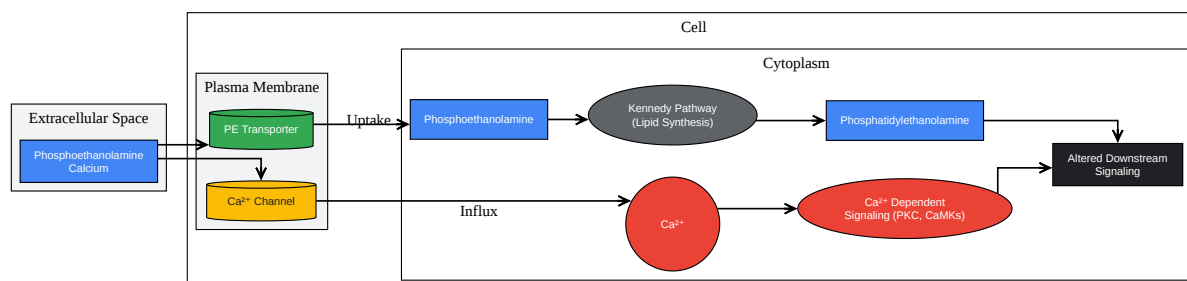 Cell
Cytoplasm
Plasma Membrane
Extracellular Space
PE Transporter
Uptake
Phosphoethanolamine
Kennedy Pathway
(Lipid Synthesis)
Phosphatidylethanolamine
Phosphoethanolamine
Calcium
Altered Downstream
Signaling
Ca²⁺ Channel
Influx
Ca²⁺
Ca²⁺ Dependent
Signaling (PKC, CaMKs)